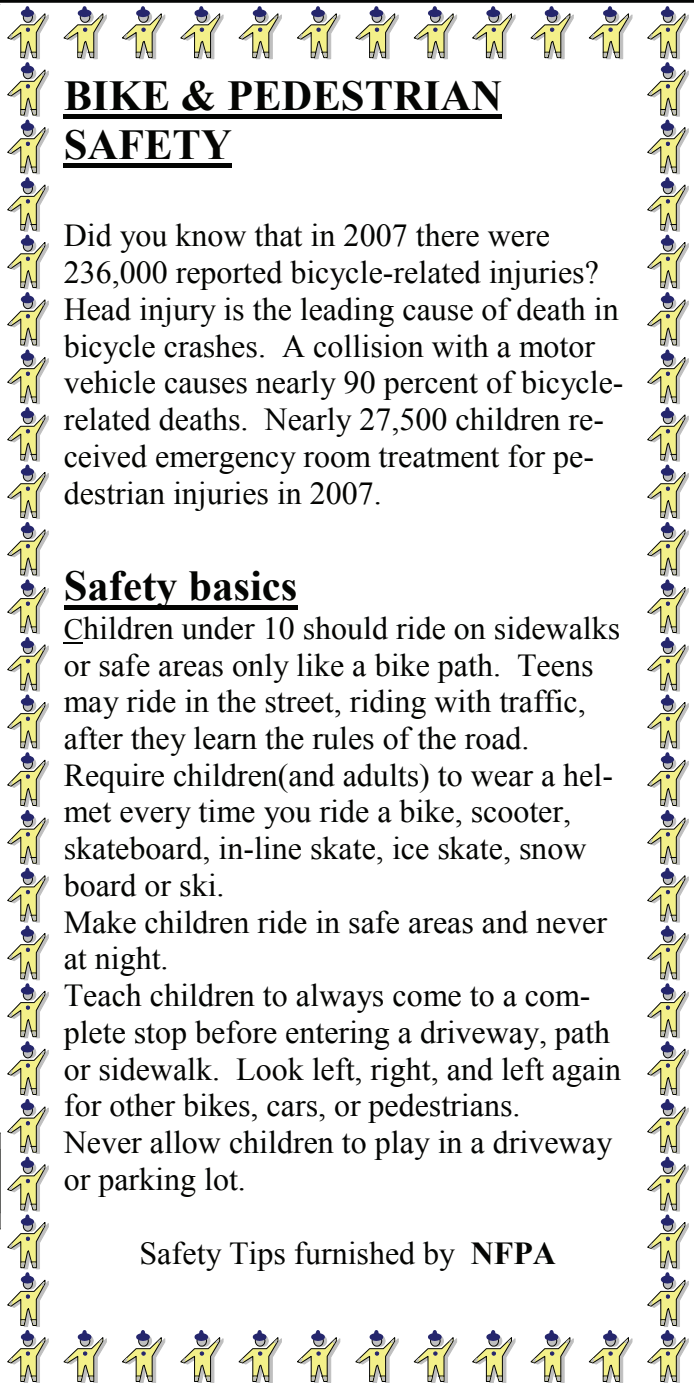 BIKE & PEDESTRIAN
SAFETY
Did you know that in 2007 there were
236,000 reported bicycle-related injuries?
Head injury is the leading cause of death in
bicycle crashes.  A collision with a motor
vehicle causes nearly 90 percent of bicycle-
related deaths.  Nearly 27,500 children re-
ceived emergency room treatment for pe-
destrian injuries in 2007.
Safety basics
Children under 10 should ride on sidewalks
or safe areas only like a bike path.  Teens
may ride in the street, riding with traffic,
after they learn the rules of the road.
Require children(and adults) to wear a hel-
met every time you ride a bike, scooter,
skateboard, in-line skate, ice skate, snow
board or ski.
Make children ride in safe areas and never
at night.
Teach children to always come to a com-
plete stop before entering a driveway, path
or sidewalk.  Look left, right, and left again
for other bikes, cars, or pedestrians.
Never allow children to play in a driveway
or parking lot.
Safety Tips furnished by  NFPA